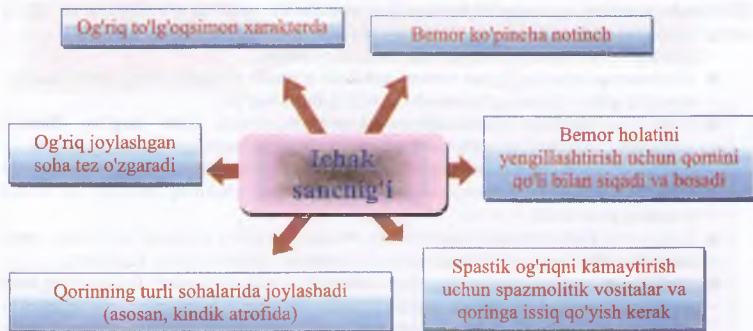 Og'riq to'lg'oqsimon xarakterda
Bemor ko'pincha notinch
Og'riq joylashgan
soha tez o'zgaradi
Ichak
sanchig'i
Bemor holatini
yengillashtirish uchun qornini
qo'li bilan siqadi va bosadi
Qorinning turli sohalarida joylashadi
(asosan, kindik atrofida)
Spastik og'riqni kamaytirish
uchun spazmolitik vositalar va
qoringa issiq qo'yish kerak